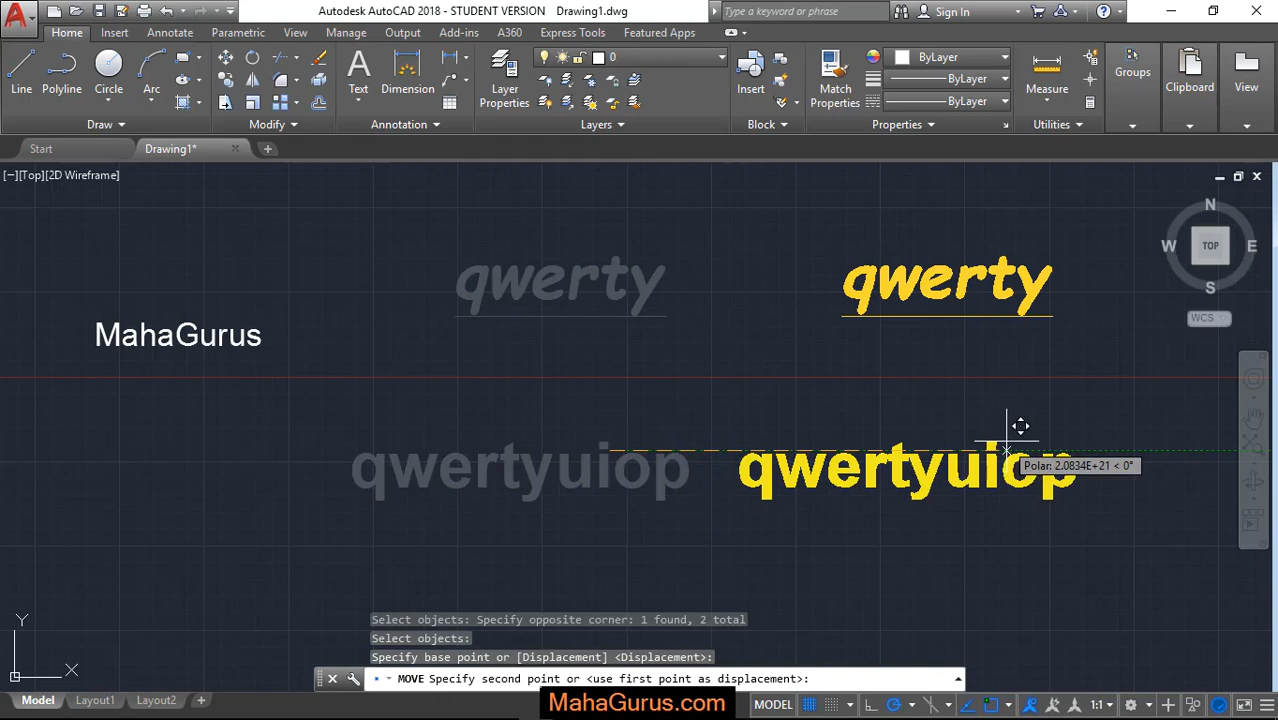 Autodesk AutoCAD 2018 - STUDENT VERSION Drawing1.dwg
Type a keyword or phrase
Sign In
Home Insert Annotate Parametric View Manage Output Add-ins A360 Express Tools Featured Apps
Line Polyline Circle Arc
Text Dimension
Layer Properties
0
Insert
Match Properties
ByLayer
ByLayer
ByLayer
Measure
Groups
Clipboard
View
Draw Modify Annotation Layers Block Properties Utilities
Start Drawing1*
[−][Top][2D Wireframe]
N
W TOP E
S
WCS
qwerty qwerty
MahaGurus
qwertyuiop qwertyuiop
Polar: 2.0834E+21 < 0°
Y
X
Select objects: Specify opposite corner: 1 found, 2 total
Select objects:
Specify base point or [Displacement] <Displacement>:
MOVE Specify second point or <use first point as displacement>:
Model Layout1 Layout2
MahaGurus.com
MODEL
1:1